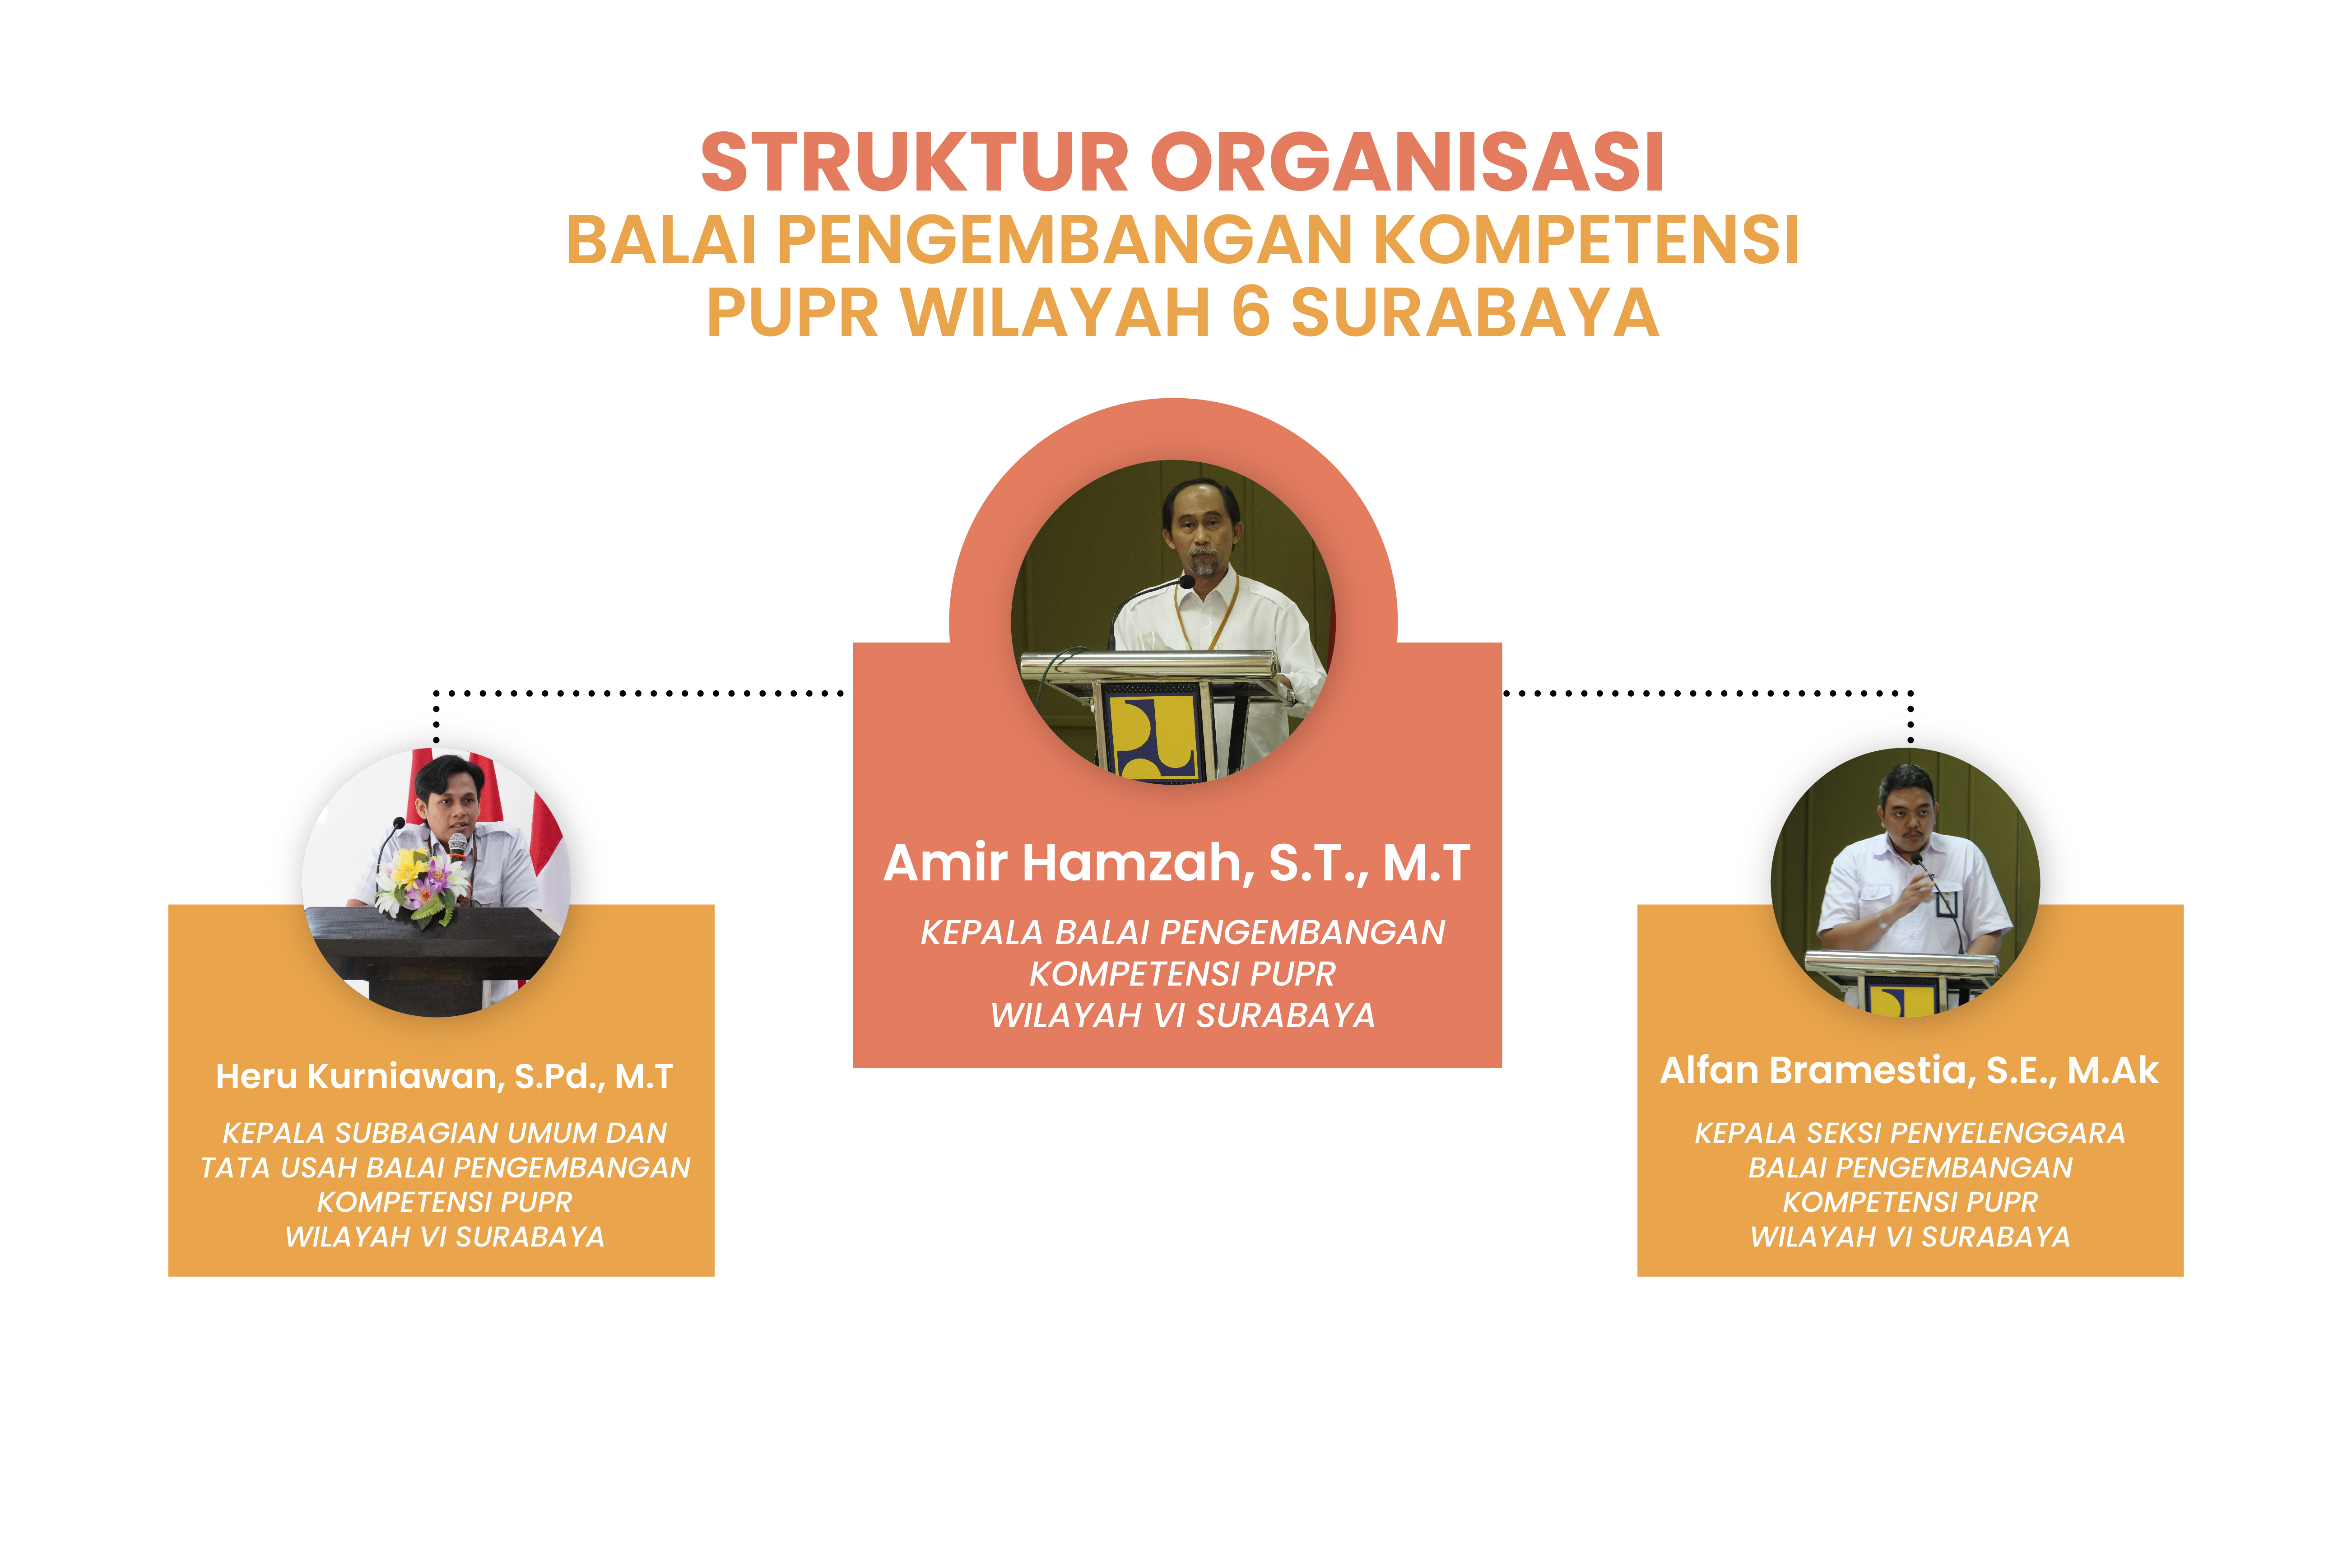 STRUKTUR ORGANISASI
BALAI PENGEMBANGAN KOMPETENSI
PUPR WILAYAH 6 SURABAYA
Amir Hamzah, S.T., M.T
KEPALA BALAI PENGEMBANGAN
KOMPETENSI PUPR
WILAYAH VI SURABAYA
Heru Kurniawan, S.Pd., M.T
KEPALA SUBBAGIAN UMUM DAN
TATA USAH BALAI PENGEMBANGAN
KOMPETENSI PUPR
WILAYAH VI SURABAYA
Alfan Bramestia, S.E., M.Ak
KEPALA SEKSI PENYELENGGARA
BALAI PENGEMBANGAN
KOMPETENSI PUPR
WILAYAH VI SURABAYA